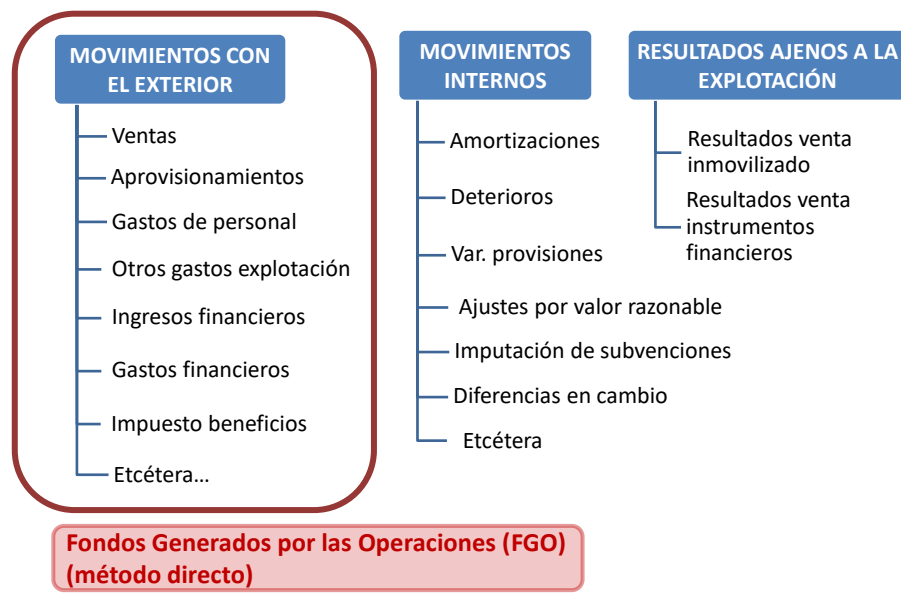 MOVIMIENTOS CON
EL EXTERIOR
Ventas
Aprovisionamientos
Gastos de personal
Otros gastos explotación
Ingresos financieros
Gastos financieros
Impuesto beneficios
Etcétera...
MOVIMIENTOS
INTERNOS
Amortizaciones
Deterioros
Var. provisiones
Ajustes por valor razonable
Imputación de subvenciones
Diferencias en cambio
Etcétera
RESULTADOS AJENOS A LA
EXPLOTACIÓN
Resultados venta
inmovilizado
Resultados venta
instrumentos
financieros
Fondos Generados por las Operaciones (FGO)
(método directo)